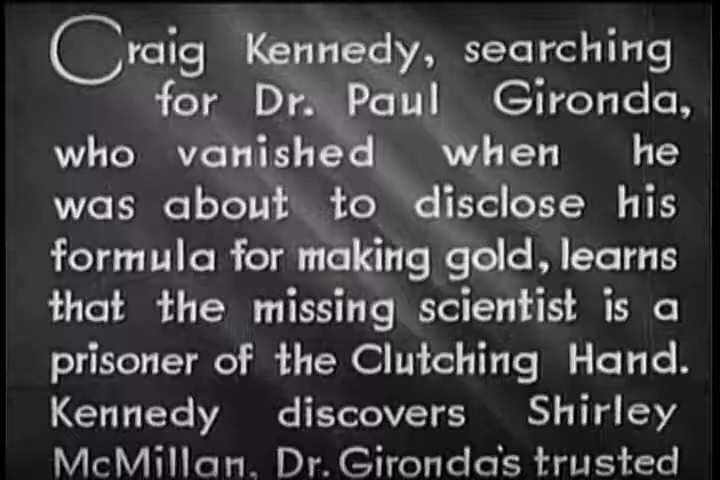 Craig Kennedy, searching
for Dr. Paul Gironda,
who vanished when he
was about to disclose his
formula for making gold, learns
that the missing scientist is a
prisoner of the Clutching Hand.
Kennedy discovers Shirley
McMillan, Dr. Gironda's trusted